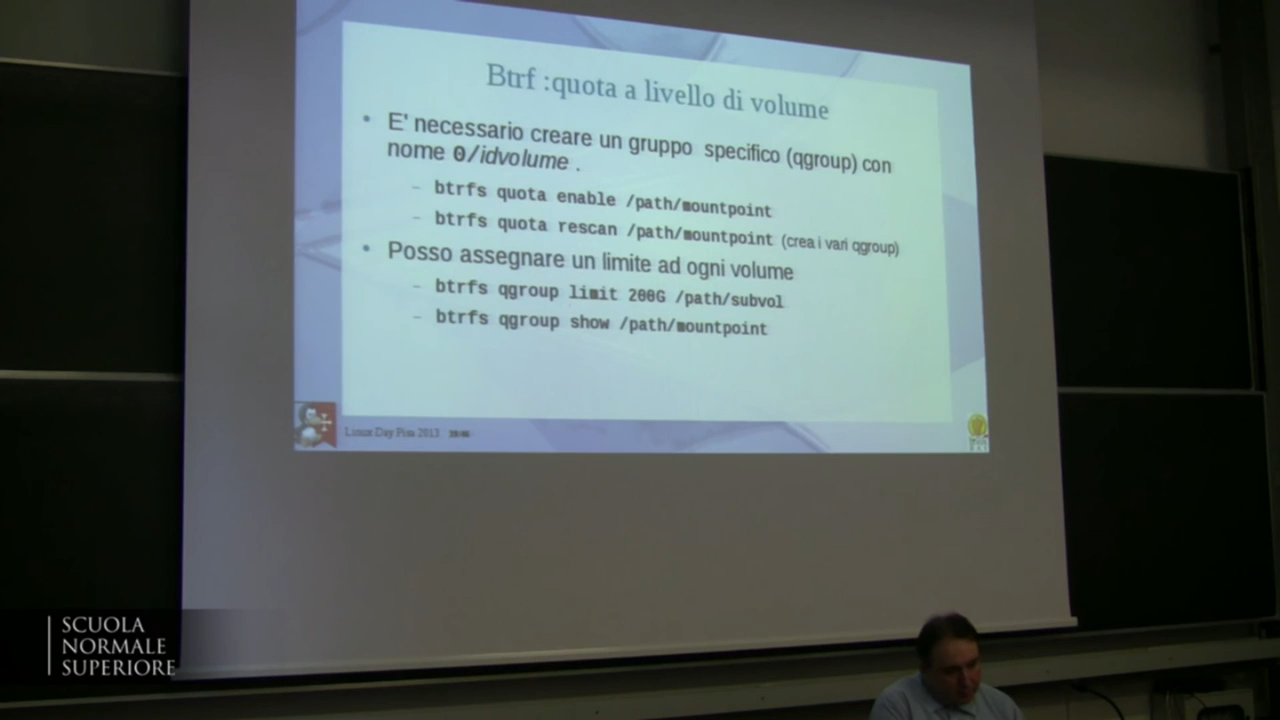 Btrf :quota a livello di volume
• E' necessario creare un gruppo specifico (qgroup) con
nome 0/idvolume .
– btrfs quota enable /path/mountpoint
– btrfs quota rescan /path/mountpoint (crea i vari qgroup)
• Posso assegnare un limite ad ogni volume
– btrfs qgroup limit 200G /path/subvol
– btrfs qgroup show /path/mountpoint
Linux Day Pisa 2013
SCUOLA
NORMALE
SUPERIORE